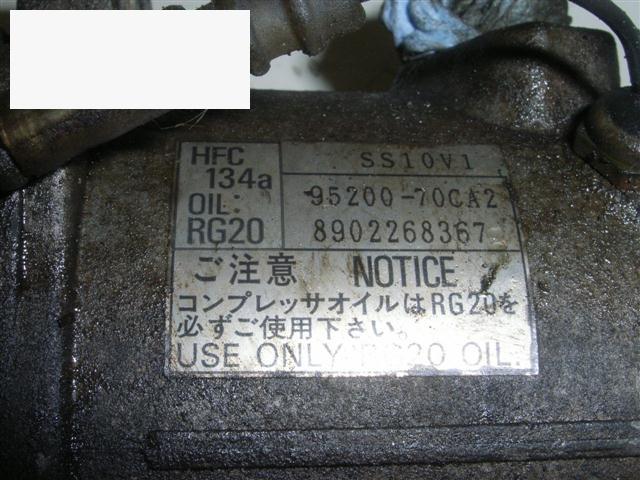 HFC 134a
SS10V1
OIL: RG20
95200-70CA2
8902268367
ご注意 NOTICE
コンプレッサオイルはRG20を
必ずご使用下さい。
USE ONLY RG20 OIL.